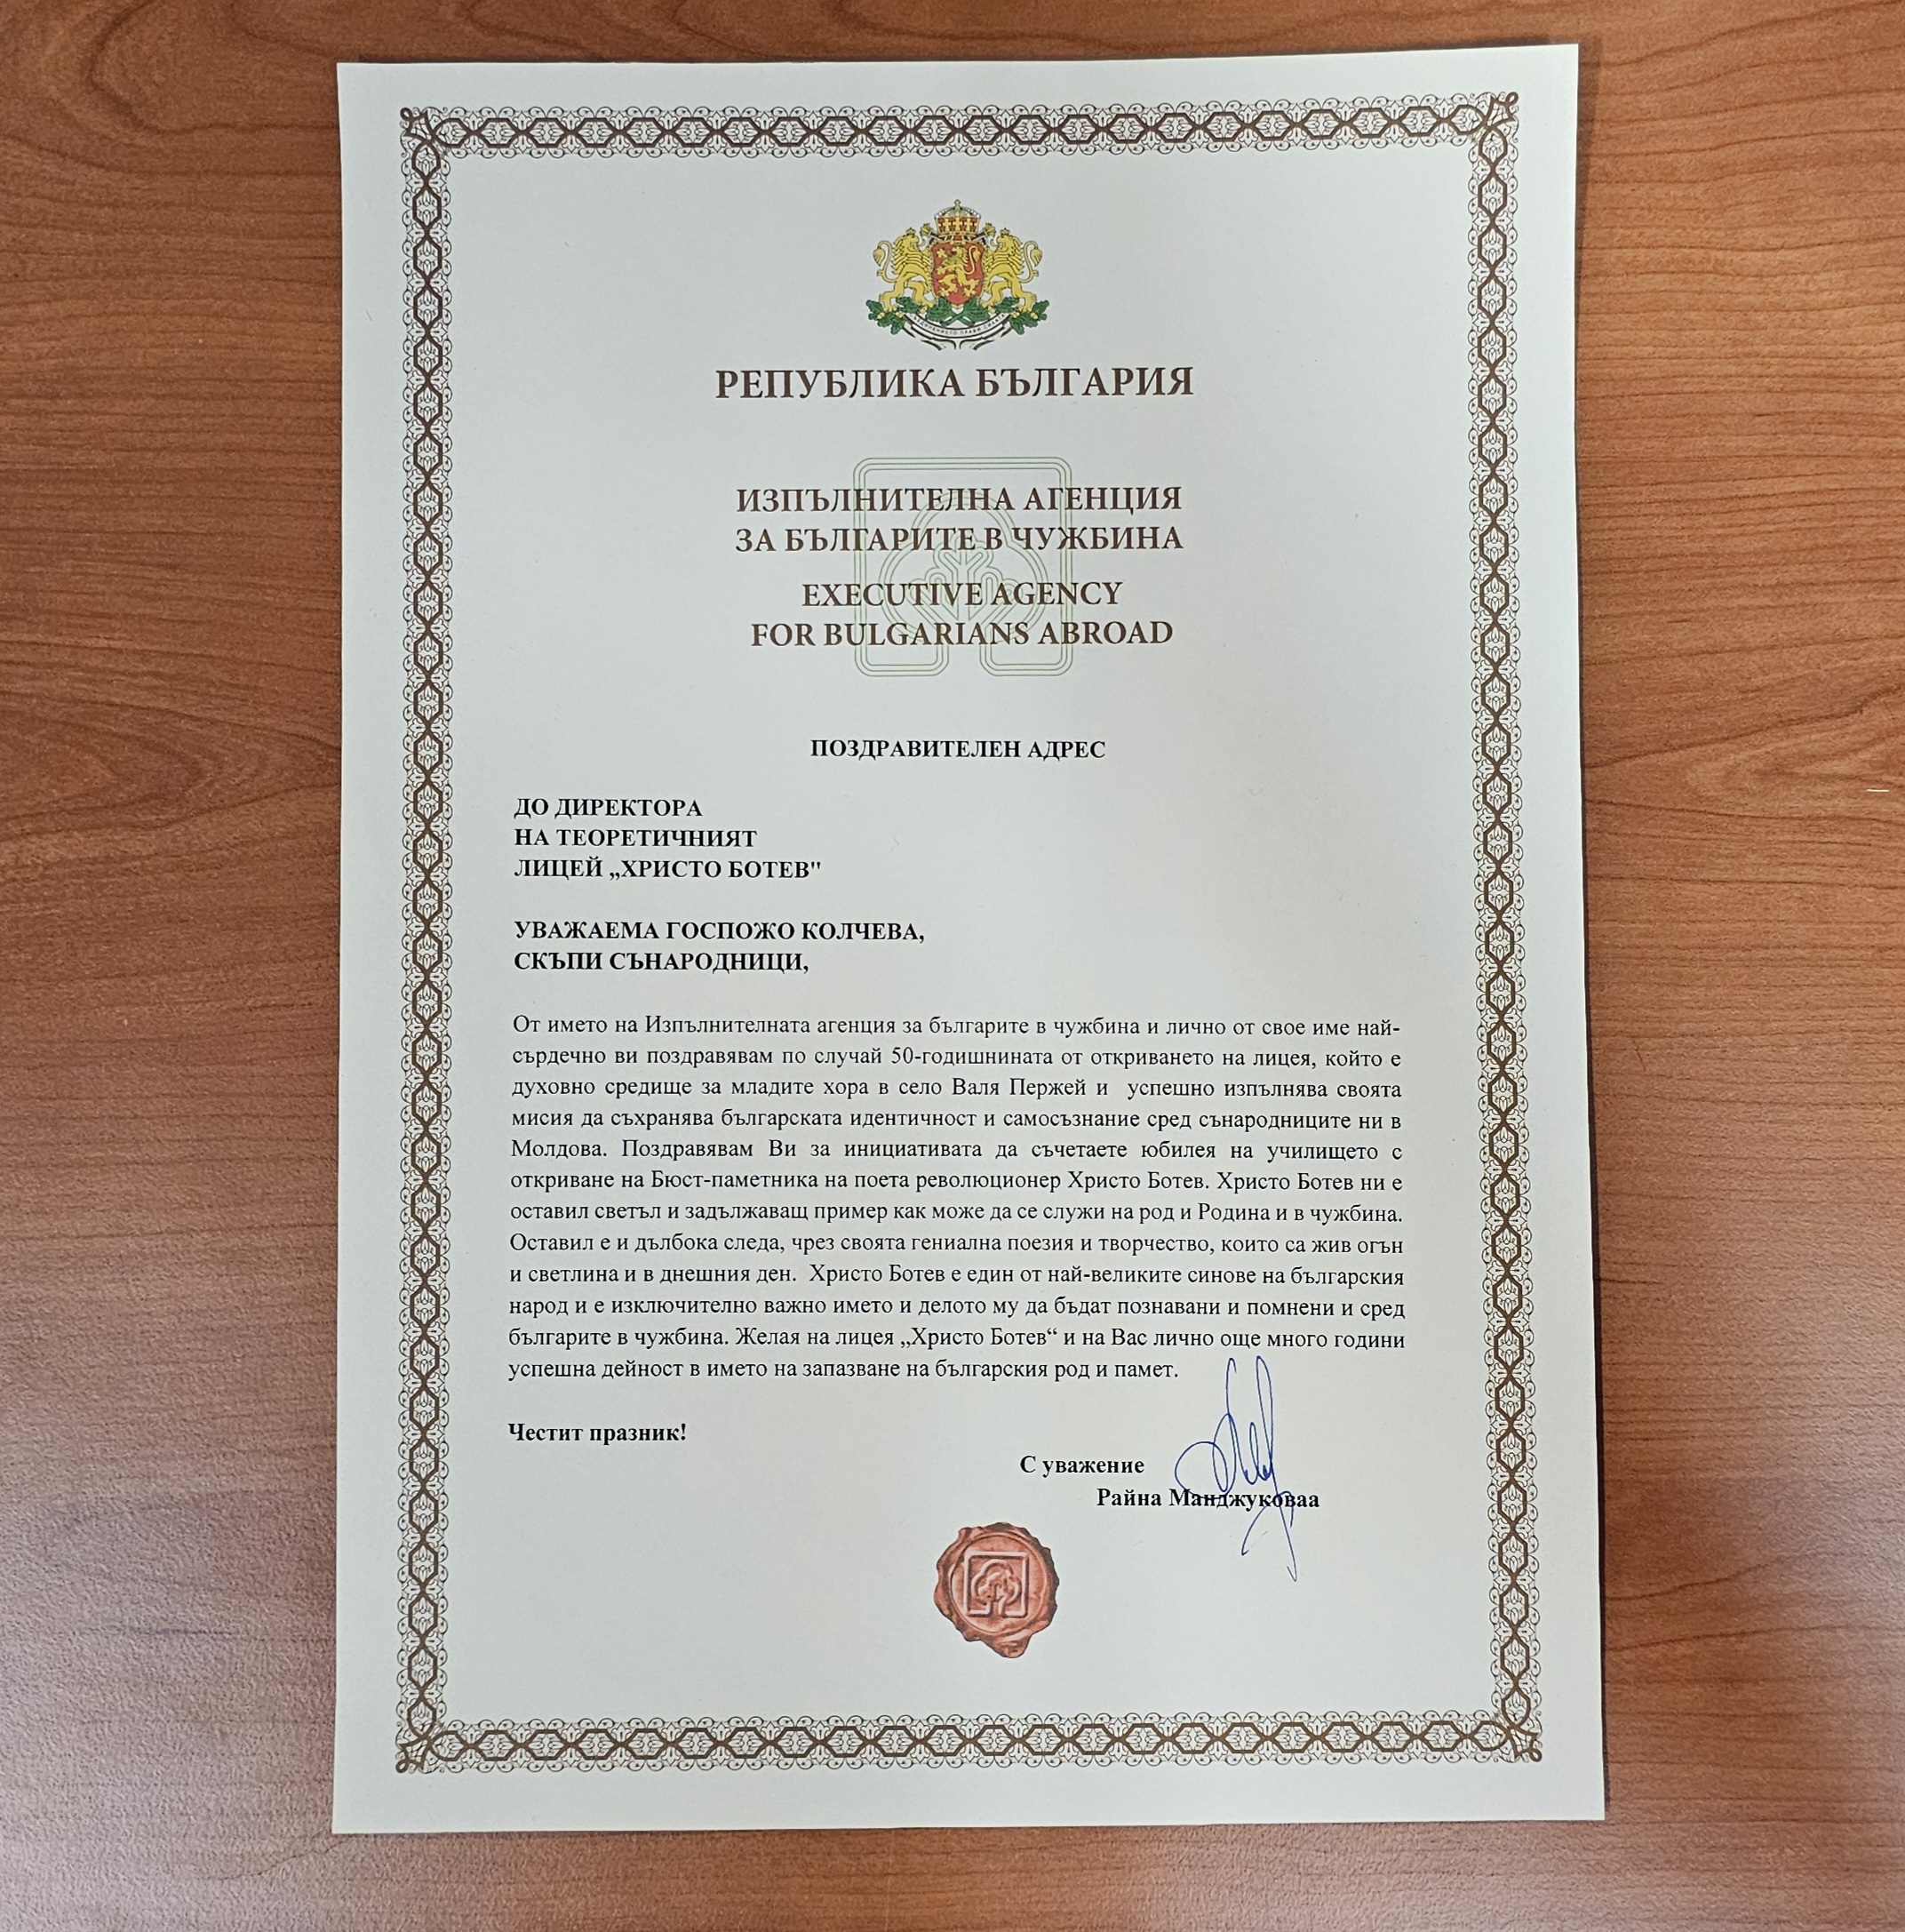 РЕПУБЛИКА БЪЛГАРИЯ
ИЗПЪЛНИТЕЛНА АГЕНЦИЯ
ЗА БЪЛГАРИТЕ В ЧУЖБИНА
EXECUTIVE AGENCY
FOR BULGARIANS ABROAD
ПОЗДРАВИТЕЛЕН АДРЕС
ДО ДИРЕКТОРА
НА ТЕОРЕТИЧНИЯТ
ЛИЦЕЙ „ХРИСТО БОТЕВ"
УВАЖАЕМА ГОСПОЖО КОЛЧЕВА,
СКЪПИ СЪНАРОДНИЦИ,
От името на Изпълнителната агенция за българите в чужбина и лично от свое име най-
сърдечно ви поздравявам по случай 50-годишнината от откриването на лицея, който е
духовно средище за младите хора в село Валя Пержей и  успешно изпълнява своята
мисия да съхранява българската идентичност и самосъзнание сред сънародниците ни в
Молдова. Поздравявам Ви за инициативата да съчетаете юбилея на училището с
откриване на Бюст-паметника на поета революционер Христо Ботев. Христо Ботев ни е
оставил светъл и задължаващ пример как може да се служи на род и Родина и в чужбина.
Оставил е и дълбока следа, чрез своята гениална поезия и творчество, които са жив огън
и светлина и в днешния ден.  Христо Ботев е един от най-великите синове на българския
народ и е изключително важно името и делото му да бъдат познавани и помнени и сред
българите в чужбина. Желая на лицея „Христо Ботев“ и на Вас лично още много години
успешна дейност в името на запазване на българския род и памет.
Честит празник!
С уважение
Райна Манджуковаа